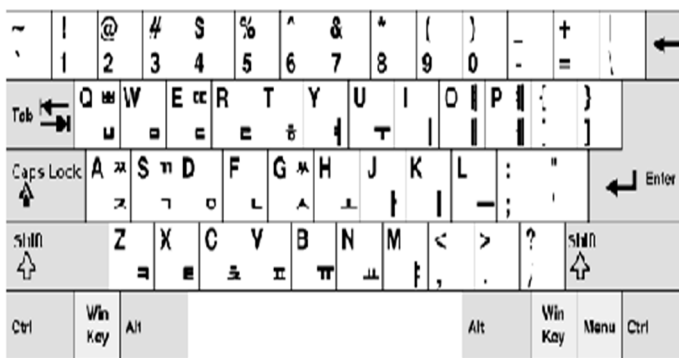 ~ ! @ # $ % ^ & * ( ) _ + |
` 1 2 3 4 5 6 7 8 9 0 - = \
Tab Q ㅃ W E ㄸ R T Y U I O P { }
ㅂ ㅁ ㄷ ㄹ ㅎ ㅜ ]
Caps Lock A ㅉ S ㄲ D F G ㅆ H J K L : " Enter
ㅈ ㄱ ㅇ ㄴ ㅅ ㅗ ㅏ ㅣ ㅡ ; '
Shift Z X C V B N M < > ? Shift
ㅋ ㅌ ㅊ ㅍ ㅠ ㅛ ㅑ , . /
Ctrl Win Key Alt Alt Win Key Menu Ctrl